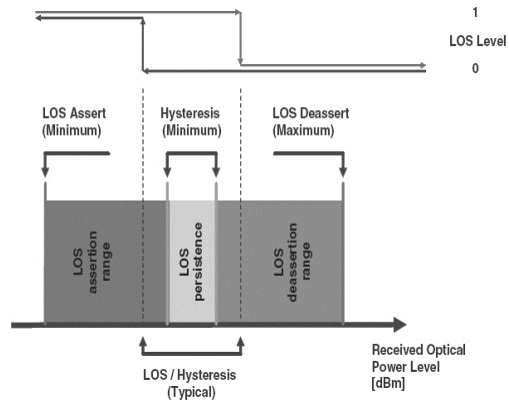 1
LOS Level
0
LOS Assert
(Minimum)
Hysteresis
(Minimum)
LOS Deassert
(Maximum)
LOS
assertion
range
LOS
persistence
LOS
deassertion
range
LOS / Hysteresis
(Typical)
Received Optical
Power Level
[dBm]